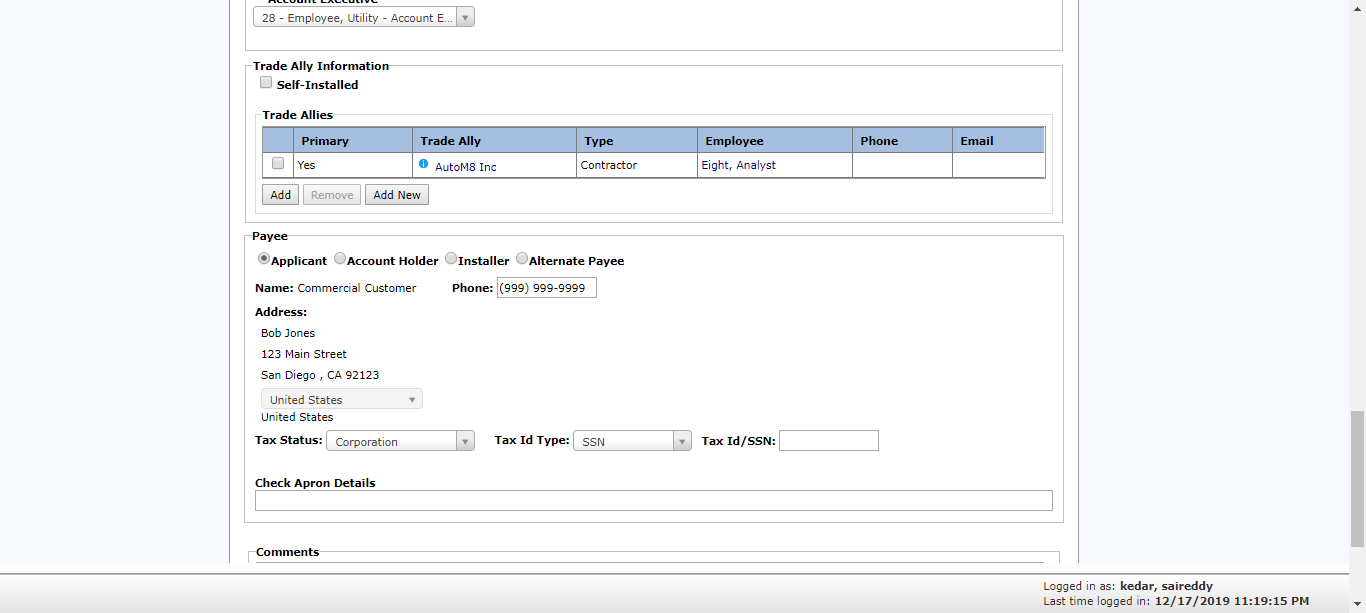 Account Executive
28 - Employee, Utility - Account E...
Trade Ally Information
Self-Installed
Trade Allies
Primary Trade Ally Type Employee Phone Email
Yes AutoM8 Inc Contractor Eight, Analyst
Add Remove Add New
Payee
Applicant Account Holder Installer Alternate Payee
Name: Commercial Customer Phone: (999) 999-9999
Address:
Bob Jones
123 Main Street
San Diego , CA 92123
United States
United States
Tax Status: Corporation Tax Id Type: SSN Tax Id/SSN:
Check Apron Details
Comments
Logged in as: kedar, saireddy
Last time logged in: 12/17/2019 11:19:15 PM